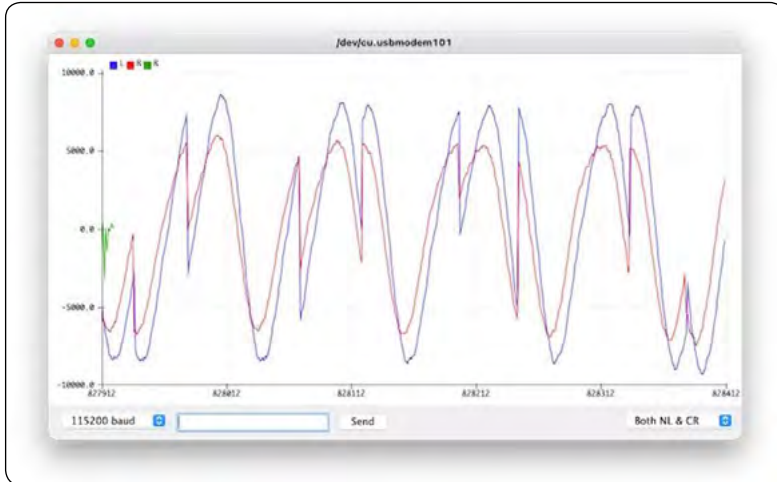 /dev/cu.usbmodem101
L R R
10000.0
5000.0
0.0
-5000.0
-10000.0
827912 828012 828112 828212 828312 828412
115200 baud Send Both NL & CR